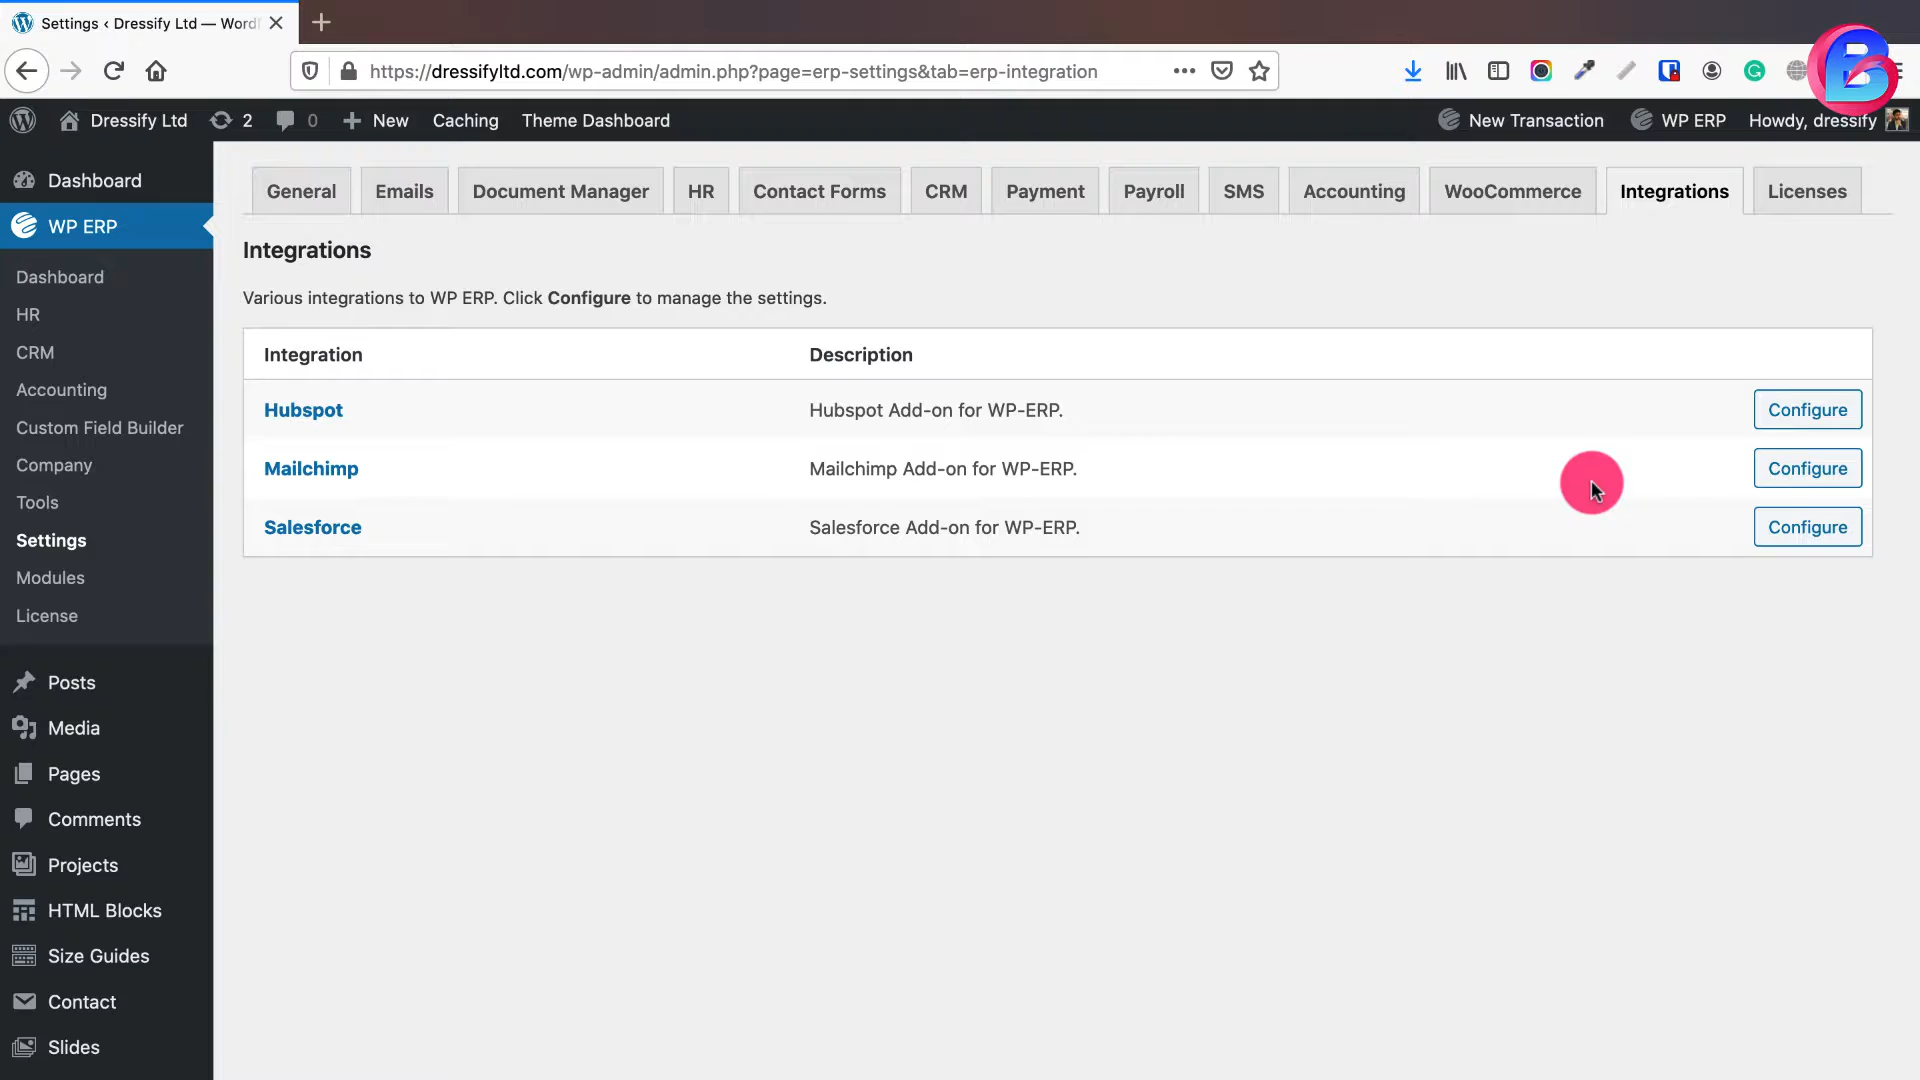 Settings ‹ Dressify Ltd — Word
https://dressifyltd.com/wp-admin/admin.php?page=erp-settings&tab=erp-integration
Dressify Ltd 2 0 New Caching Theme Dashboard New Transaction WP ERP Howdy, dressify
Dashboard
WP ERP
Dashboard
HR
CRM
Accounting
Custom Field Builder
Company
Tools
Settings
Modules
License
Posts
Media
Pages
Comments
Projects
HTML Blocks
Size Guides
Contact
Slides
General Emails Document Manager HR Contact Forms CRM Payment Payroll SMS Accounting WooCommerce Integrations Licenses
Integrations
Various integrations to WP ERP. Click Configure to manage the settings.
Integration Description
Hubspot Hubspot Add-on for WP-ERP. Configure
Mailchimp Mailchimp Add-on for WP-ERP. Configure
Salesforce Salesforce Add-on for WP-ERP. Configure